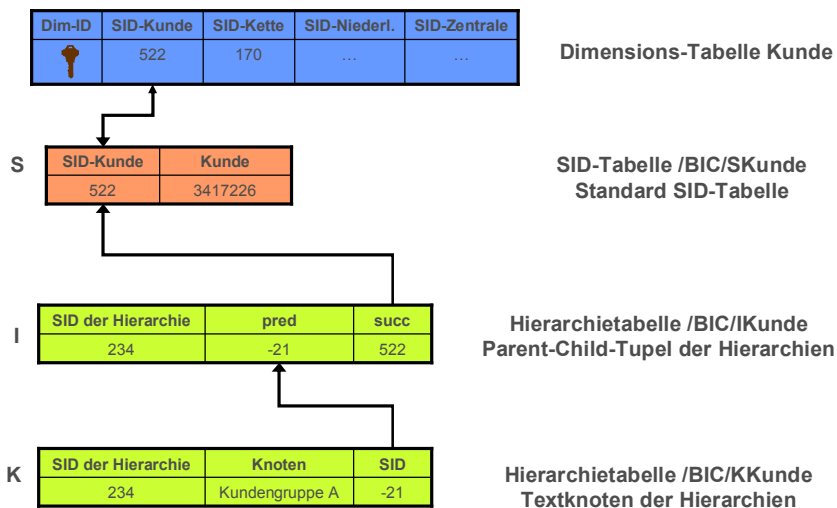 Dim-ID SID-Kunde SID-Kette SID-Niederl. SID-Zentrale
522 170 ... ...
Dimensions-Tabelle Kunde
S
SID-Kunde Kunde
522 3417226
SID-Tabelle /BIC/SKunde
Standard SID-Tabelle
I
SID der Hierarchie pred succ
234 -21 522
Hierarchietabelle /BIC/IKunde
Parent-Child-Tupel der Hierarchien
K
SID der Hierarchie Knoten SID
234 Kundengruppe A -21
Hierarchietabelle /BIC/KKunde
Textknoten der Hierarchien